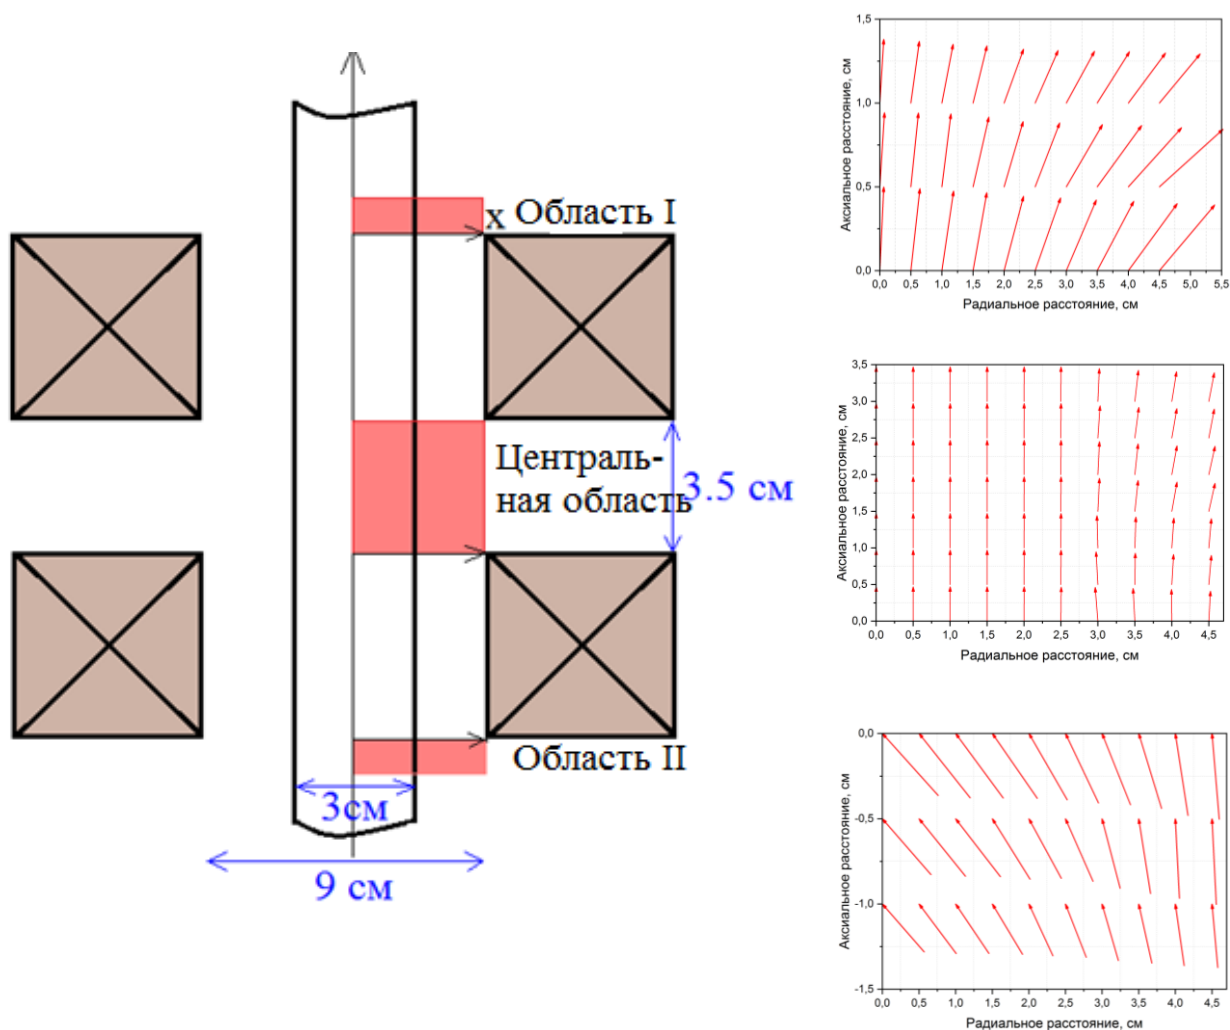 x Область I
Централь-
ная область
3.5 см
Область II
3см
9 см
1,5
1,0
0,5
0,0
Аксиальное расстояние, см
0,0 0,5 1,0 1,5 2,0 2,5 3,0 3,5 4,0 4,5 5,0 5,5
Радиальное расстояние, см
3,5
3,0
2,5
2,0
1,5
1,0
0,5
0,0
Аксиальное расстояние, см
0,0 0,5 1,0 1,5 2,0 2,5 3,0 3,5 4,0 4,5
Радиальное расстояние, см
0,0
-0,5
-1,0
-1,5
Аксиальное расстояние, см
0,0 0,5 1,0 1,5 2,0 2,5 3,0 3,5 4,0 4,5
Радиальное расстояние, см